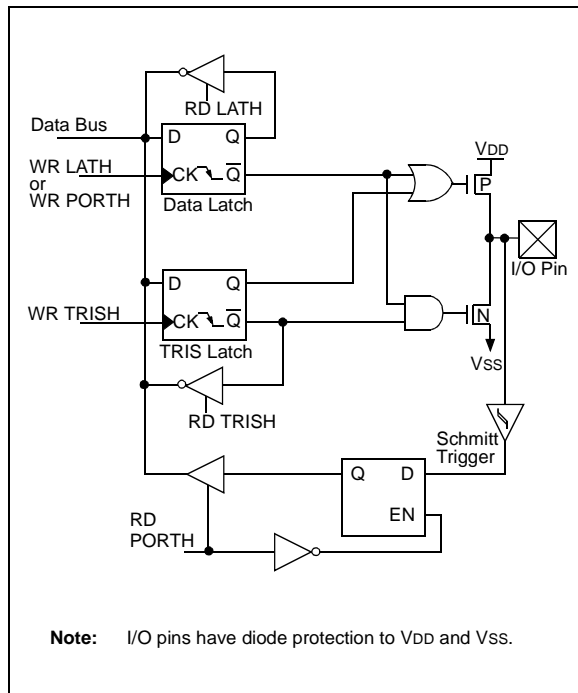 RD LATH
Data Bus
D Q
VDD
WR LATH
or
WR PORTH
CK Q̅
P
Data Latch
I/O Pin
D Q
WR TRISH
CK Q̅
N
TRIS Latch
VSS
RD TRISH
Schmitt
Trigger
Q D
EN
RD
PORTH
Note: I/O pins have diode protection to VDD and VSS.